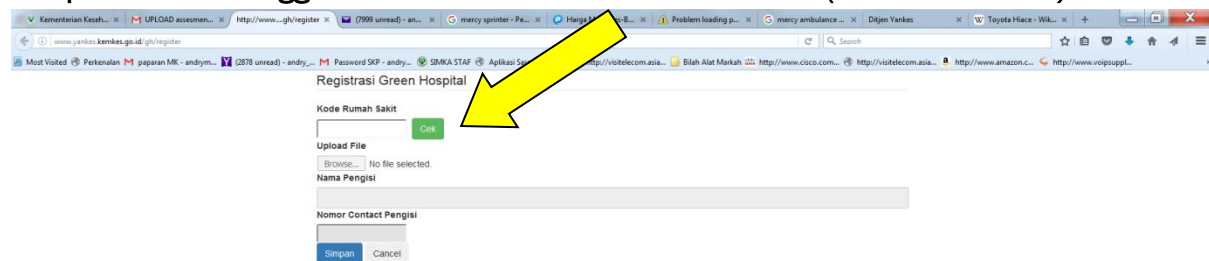 Kementerian Keseh... × M UPLOAD assesmen... × http://www....gh/register × (7999 unread) - an... × G mercy sprinter - Pe... × Problem loading p... × G mercy ambulance ... × Ditjen Yankes × W Toyota Hiace - Wik... × +
www.yankes.kemkes.go.id/gh/register Search
Most Visited Perkenalan M paparan MK - andrym... Y (2878 unread) - andry_... M Password SKP - andry... SIMKA STAF Aplikasi http://visitelecom.asia... Bilah Alat Markah http://www.cisco.com... http://visitelecom.asia... http://www.amazon.c... http://www.voipsuppl...
Registrasi Green Hospital
Kode Rumah Sakit
Cek
Upload File
Browse... No file selected.
Nama Pengisi
Nomor Contact Pengisi
Simpan Cancel